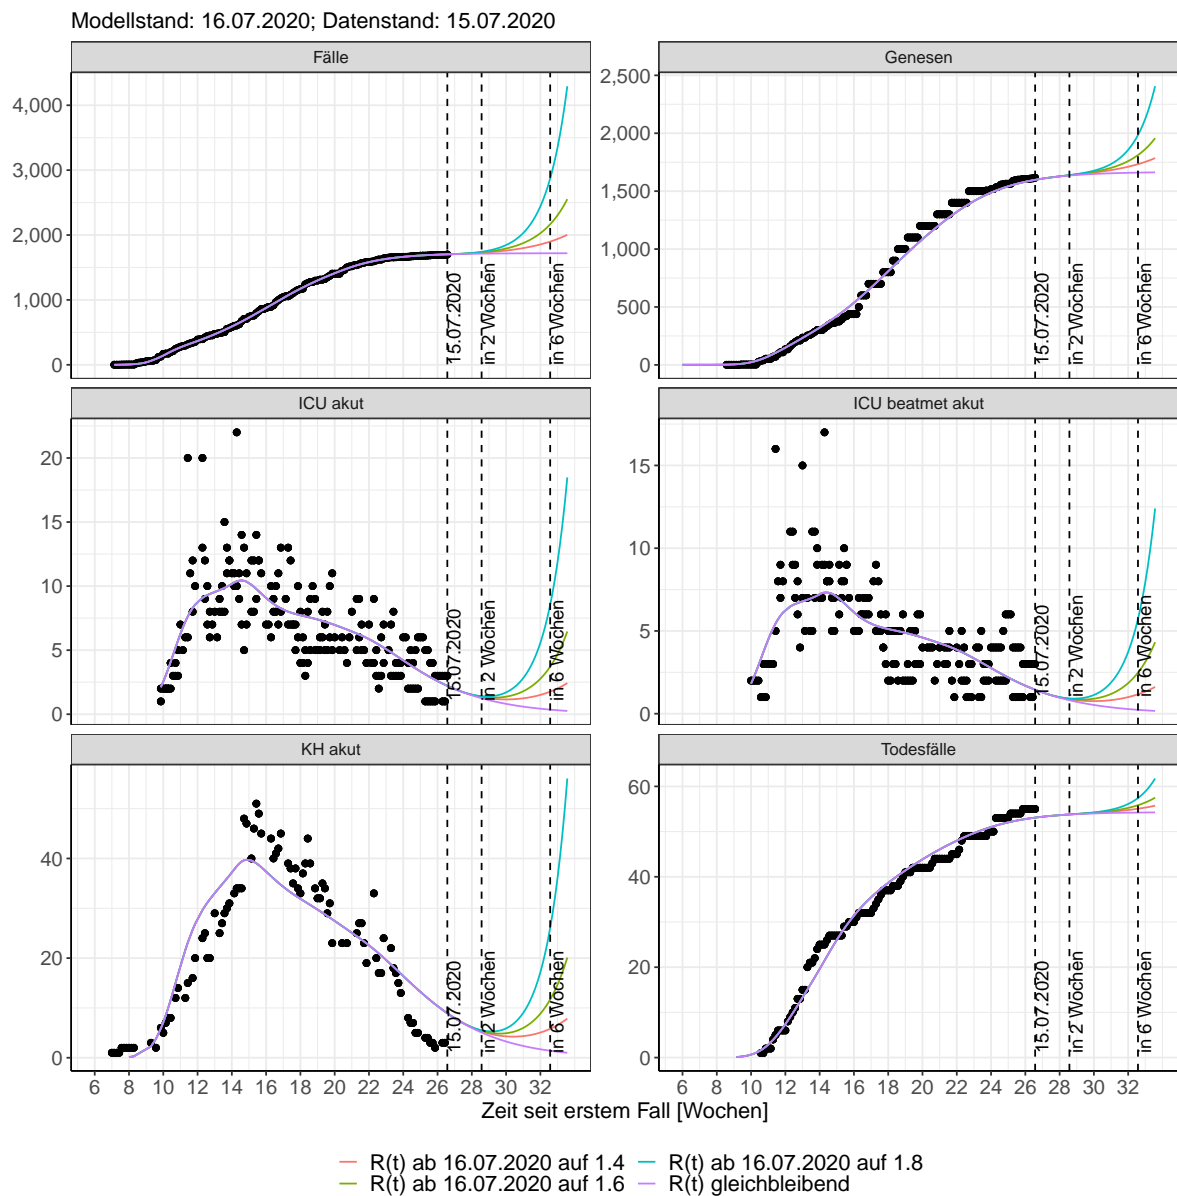 Modellstand: 16.07.2020; Datenstand: 15.07.2020
Fälle
Genesen
4,000
3,000
2,000
1,000
0
15.07.2020
in 2 Wochen
in 6 Wochen
2,500
2,000
1,500
1,000
500
0
15.07.2020
in 2 Wochen
in 6 Wochen
ICU akut
ICU beatmet akut
20
15
10
5
0
15.07.2020
in 2 Wochen
in 6 Wochen
15
10
5
0
15.07.2020
in 2 Wochen
in 6 Wochen
KH akut
Todesfälle
40
20
0
15.07.2020
in 2 Wochen
in 6 Wochen
60
40
20
0
15.07.2020
in 2 Wochen
in 6 Wochen
6 8 10 12 14 16 18 20 22 24 26 28 30 32
6 8 10 12 14 16 18 20 22 24 26 28 30 32
Zeit seit erstem Fall [Wochen]
R(t) ab 16.07.2020 auf 1.4
R(t) ab 16.07.2020 auf 1.8
R(t) ab 16.07.2020 auf 1.6
R(t) gleichbleibend